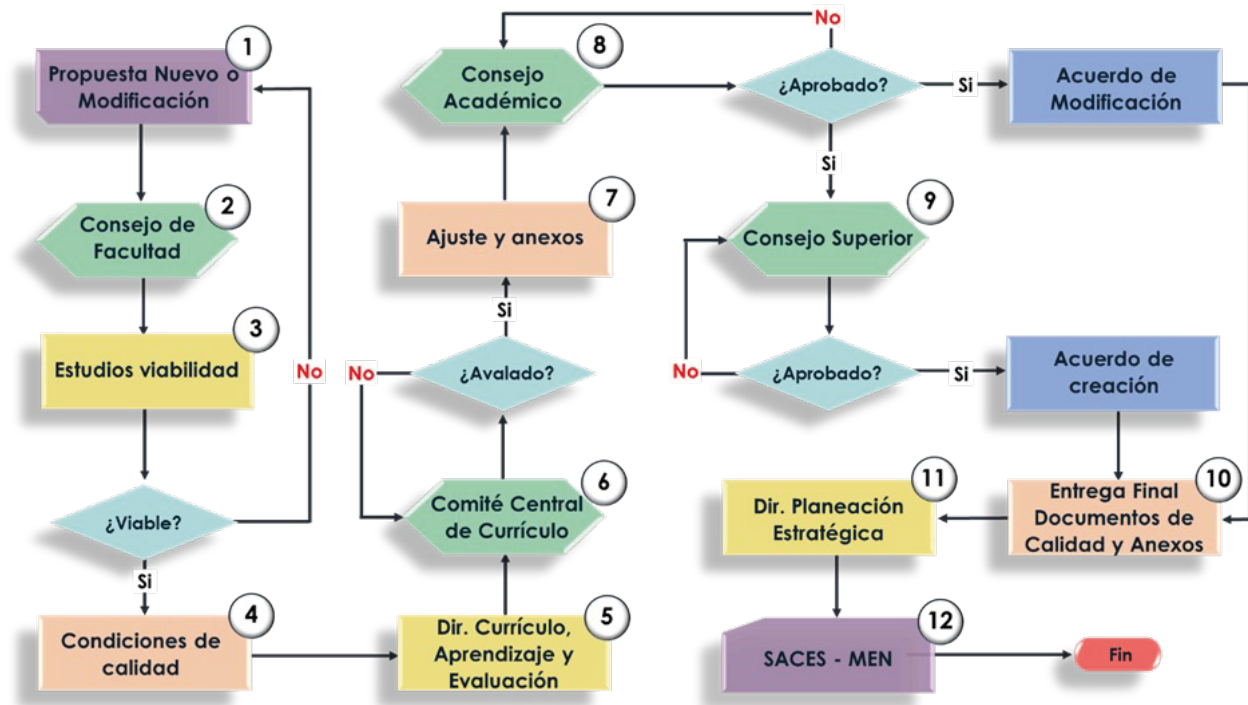 1
Propuesta Nuevo o
Modificación
2
Consejo de
Facultad
3
Estudios viabilidad
No
¿Viable?
Si
4
Condiciones de
calidad
5
Dir. Currículo,
Aprendizaje y
Evaluación
6
Comité Central
de Currículo
No
¿Avalado?
Si
7
Ajuste y anexos
8
Consejo
Académico
No
¿Aprobado?
Si
Acuerdo de
Modificación
Si
9
Consejo Superior
No
¿Aprobado?
Si
Acuerdo de
creación
10
Entrega Final
Documentos de
Calidad y Anexos
11
Dir. Planeación
Estratégica
12
SACES - MEN
Fin